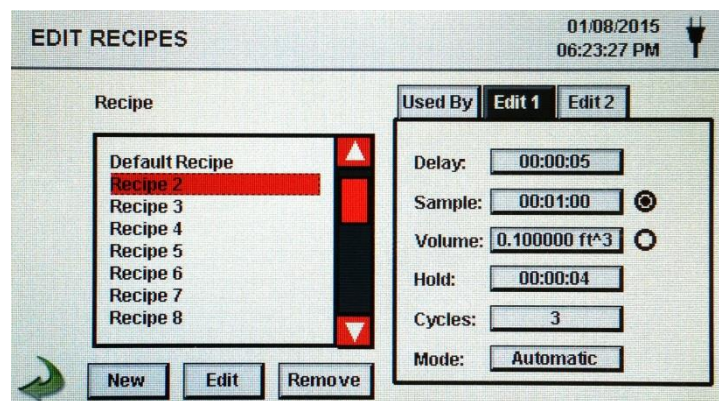 EDIT RECIPES
01/08/2015
06:23:27 PM
Recipe
Default Recipe
Recipe 2
Recipe 3
Recipe 4
Recipe 5
Recipe 6
Recipe 7
Recipe 8
New Edit Remove
Used By Edit 1 Edit 2
Delay: 00:00:05
Sample: 00:01:00
Volume: 0.100000 ft^3
Hold: 00:00:04
Cycles: 3
Mode: Automatic